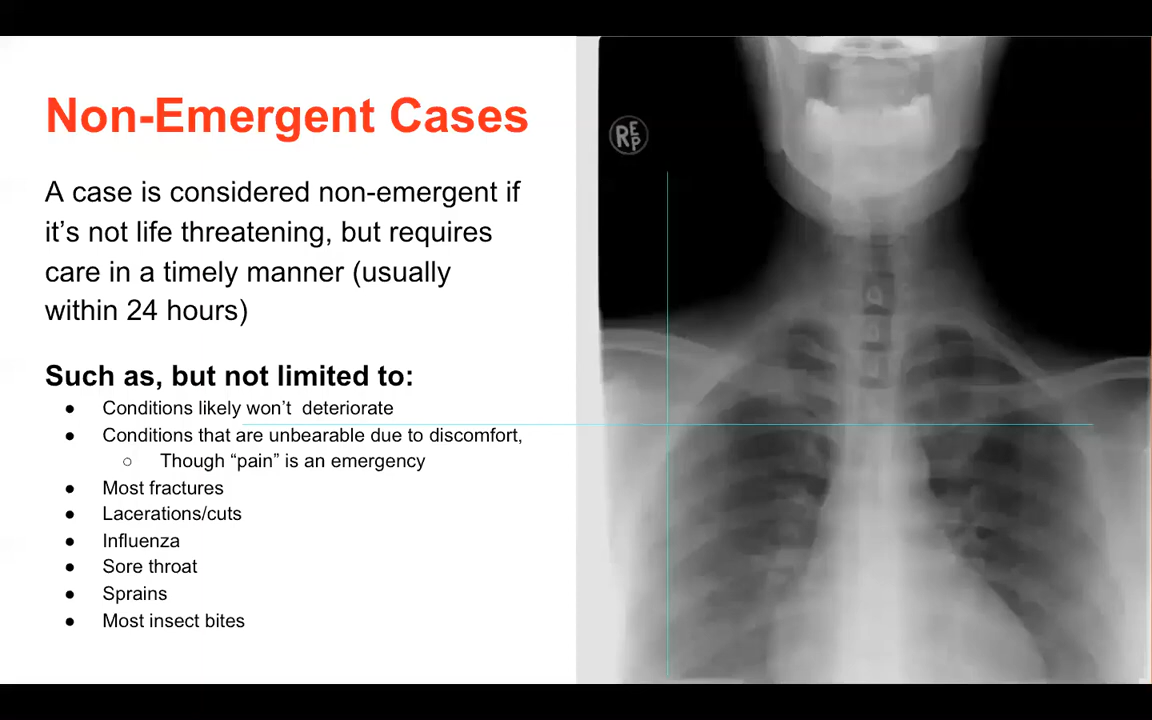 Non-Emergent Cases
A case is considered non-emergent if
it's not life threatening, but requires
care in a timely manner (usually
within 24 hours)
Such as, but not limited to:
● Conditions likely won't  deteriorate
● Conditions that are unbearable due to discomfort,
○ Though “pain” is an emergency
● Most fractures
● Lacerations/cuts
● Influenza
● Sore throat
● Sprains
● Most insect bites
REP